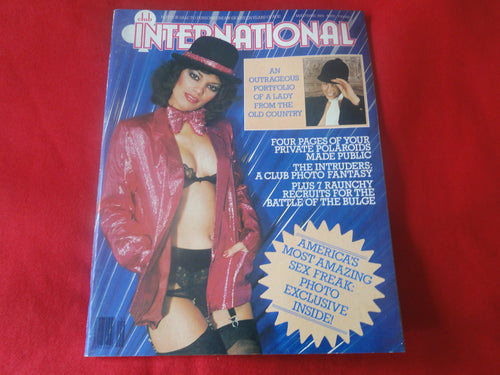 club
INTERNATIONAL
AN
OUTRAGEOUS
PORTFOLIO
OF A LADY
FROM THE
OLD COUNTRY
FOUR PAGES OF YOUR
PRIVATE POLAROIDS
MADE PUBLIC
THE INTRUDERS:
A CLUB PHOTO FANTASY
PLUS 7 RAUNCHY
RECRUITS FOR THE
BATTLE OF THE BULGE
AMERICA'S
MOST AMAZING
SEX FREAK:
PHOTO
EXCLUSIVE
INSIDE!